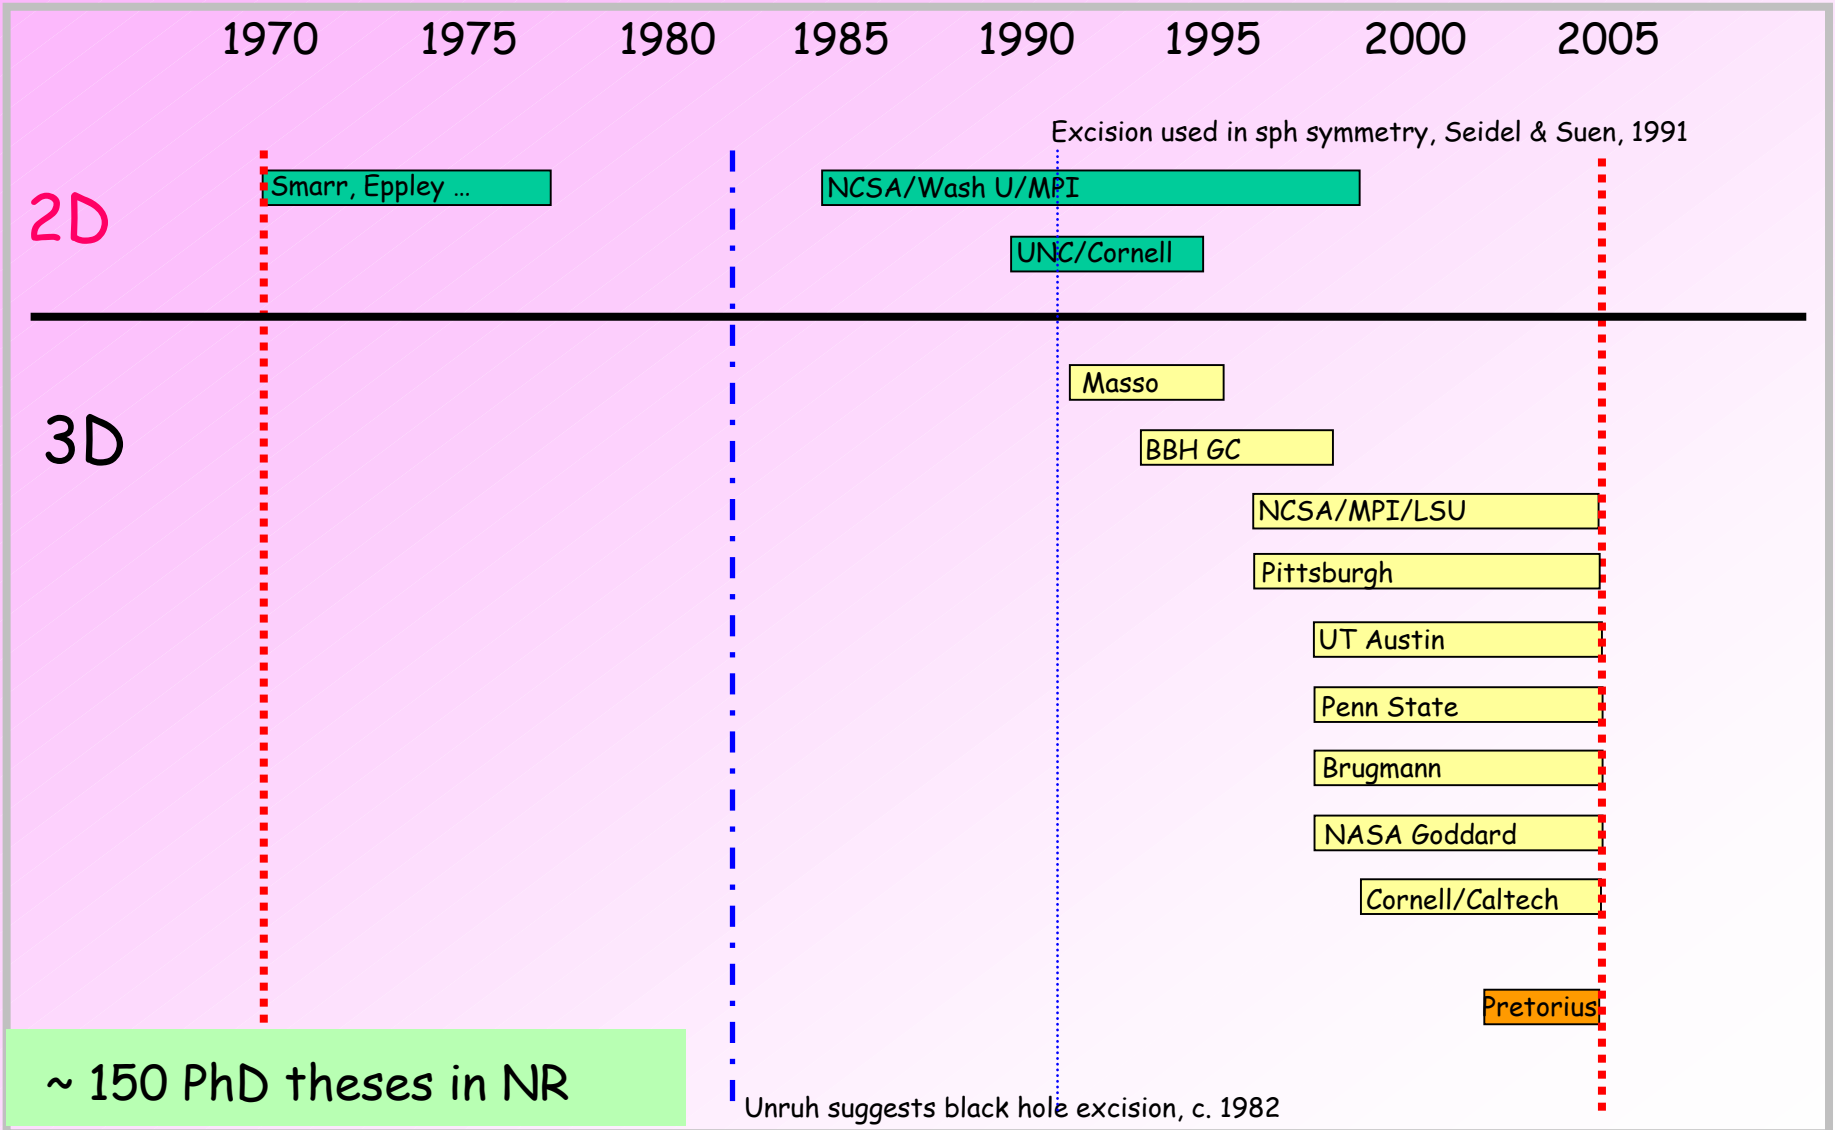 1970 1975 1980 1985 1990 1995 2000 2005
Excision used in sph symmetry, Seidel & Suen, 1991
2D
Smarr, Eppley ...
NCSA/Wash U/MPI
UNC/Cornell
3D
Masso
BBH GC
NCSA/MPI/LSU
Pittsburgh
UT Austin
Penn State
Brugmann
NASA Goddard
Cornell/Caltech
Pretorius
~ 150 PhD theses in NR
Unruh suggests black hole excision, c. 1982